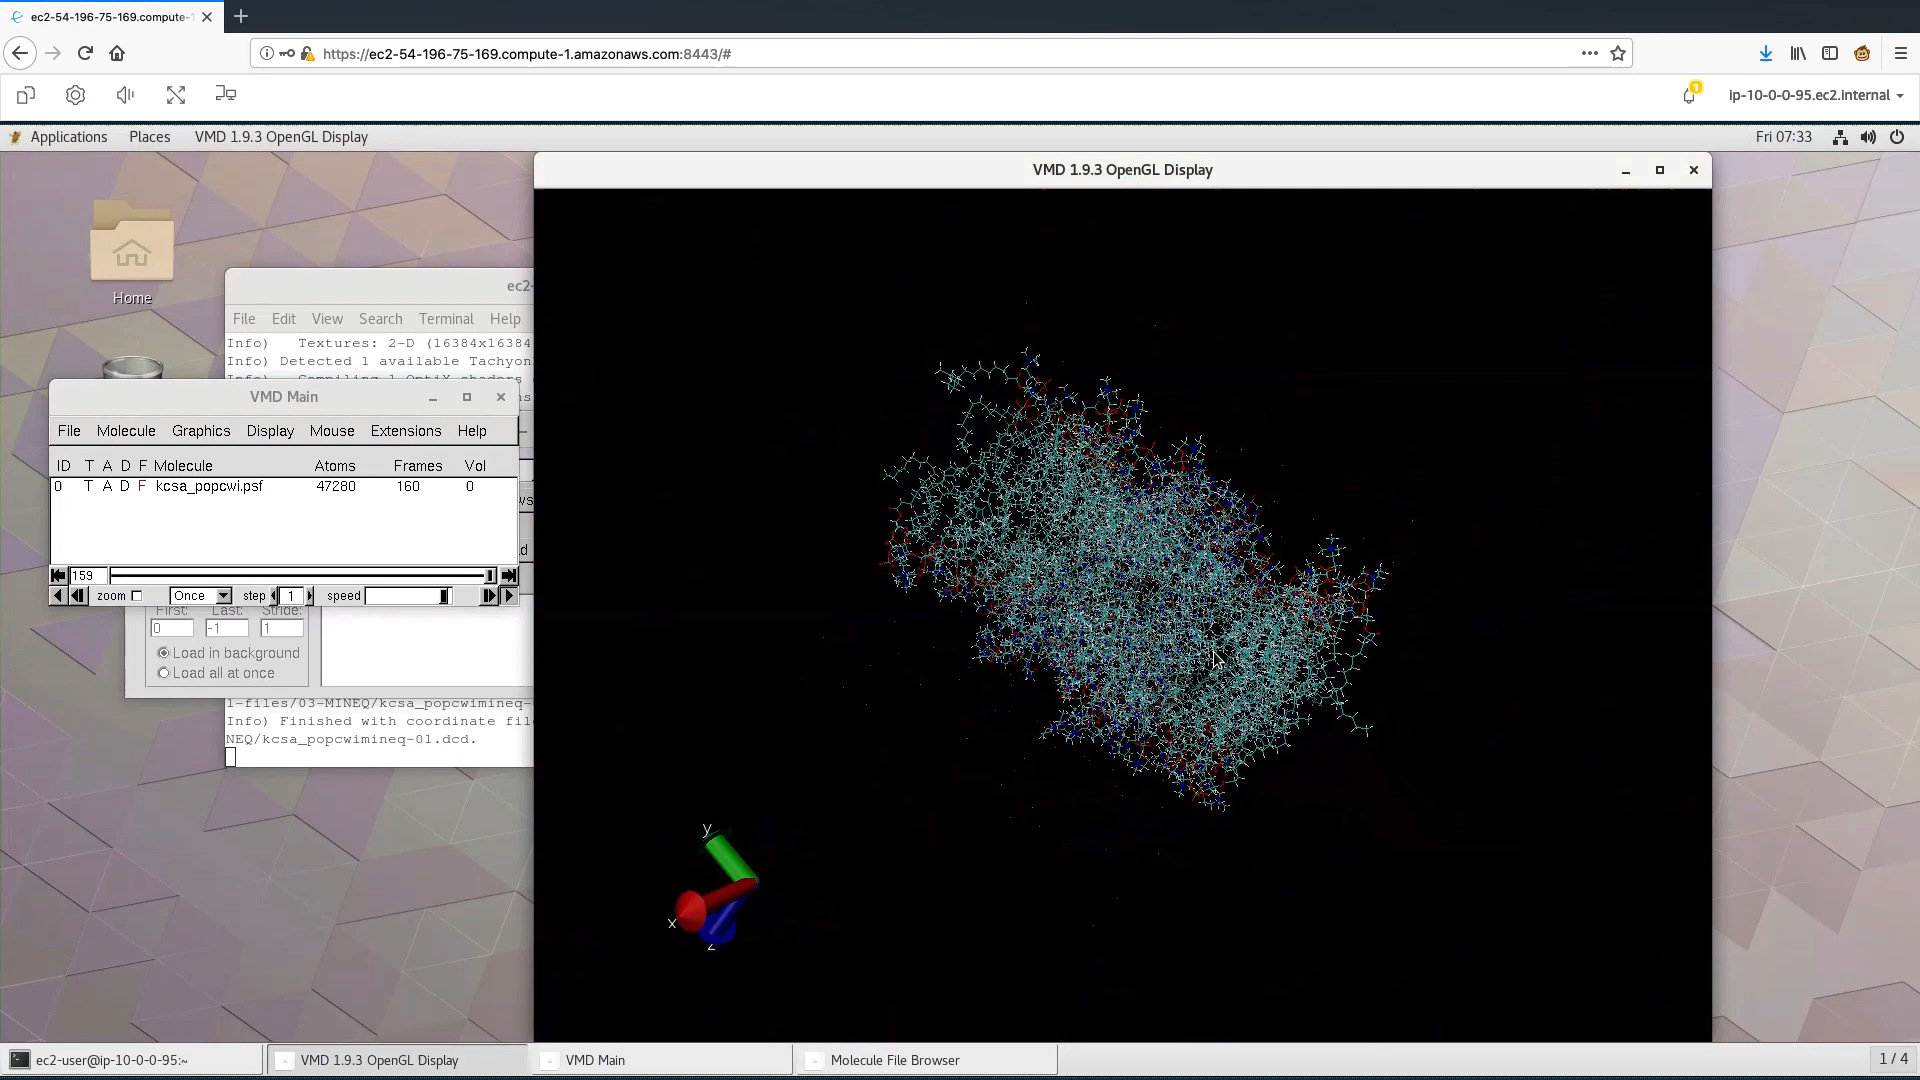 ec2-54-196-75-169.compute-1
https://ec2-54-196-75-169.compute-1.amazonaws.com:8443/#
1
ip-10-0-0-95.ec2.internal
Applications Places VMD 1.9.3 OpenGL Display
Fri 07:33
VMD 1.9.3 OpenGL Display
Home
ec2-
File Edit View Search Terminal Help
Info) Textures: 2-D (16384x16384
Info) Detected 1 available Tachyon
VMD Main
File Molecule Graphics Display Mouse Extensions Help
ID T A D F Molecule Atoms Frames Vol
0 T A D F kcsa_popcwi.psf 47280 160 0
159
zoom Once step 1 speed
First: Last: Stride:
0 -1 1
Load in background
Load all at once
l-files/03-MINEQ/kcsa_popcwimineq-
Info) Finished with coordinate fil
NEQ/kcsa_popcwimineq-01.dcd.
y
x
z
ec2-user@ip-10-0-0-95:~
VMD 1.9.3 OpenGL Display
VMD Main
Molecule File Browser
1 / 4